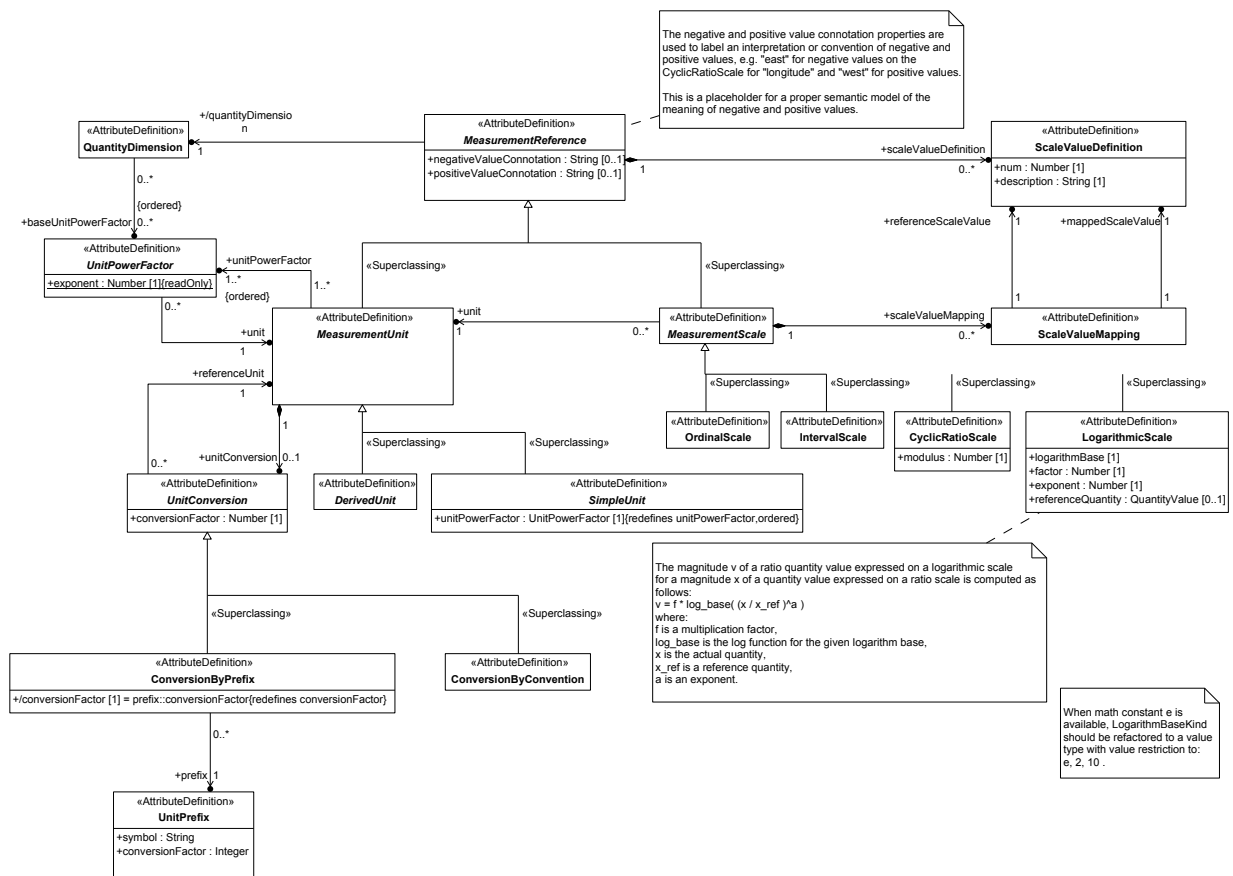 The negative and positive value connotation properties are
used to label an interpretation or convention of negative and
positive values, e.g. "east" for negative values on the
CyclicRatioScale for "longitude" and "west" for positive values.
This is a placeholder for a proper semantic model of the
meaning of negative and positive values.
+/quantityDimensio
n
1
«AttributeDefinition»
QuantityDimension
«AttributeDefinition»
MeasurementReference
+negativeValueConnotation : String [0..1]
+positiveValueConnotation : String [0..1]
1
+scaleValueDefinition
0..*
«AttributeDefinition»
ScaleValueDefinition
+num : Number [1]
+description : String [1]
0..*
{ordered}
+baseUnitPowerFactor
0..*
+referenceScaleValue
1
+mappedScaleValue
1
«AttributeDefinition»
UnitPowerFactor
+exponent : Number [1]{readOnly}
+unitPowerFactor
1..*
{ordered}
1..*
«Superclassing»
«Superclassing»
0..*
+unit
1
«AttributeDefinition»
MeasurementUnit
+unit
1
0..*
«AttributeDefinition»
MeasurementScale
1
+scaleValueMapping
0..*
1
1
«AttributeDefinition»
ScaleValueMapping
+referenceUnit
1
0..*
1
+unitConversion
0..1
«Superclassing»
«Superclassing»
«Superclassing»
«Superclassing»
«Superclassing»
«Superclassing»
«AttributeDefinition»
OrdinalScale
«AttributeDefinition»
IntervalScale
«AttributeDefinition»
CyclicRatioScale
+modulus : Number [1]
«AttributeDefinition»
LogarithmicScale
+logarithmBase [1]
+factor : Number [1]
+exponent : Number [1]
+referenceQuantity : QuantityValue [0..1]
«AttributeDefinition»
UnitConversion
+conversionFactor : Number [1]
«AttributeDefinition»
DerivedUnit
«AttributeDefinition»
SimpleUnit
+unitPowerFactor : UnitPowerFactor [1]{redefines unitPowerFactor,ordered}
The magnitude v of a ratio quantity value expressed on a logarithmic scale
for a magnitude x of a quantity value expressed on a ratio scale is computed as
follows:
v = f * log_base( (x / x_ref )^a )
where:
f is a multiplication factor,
log_base is the log function for the given logarithm base,
x is the actual quantity,
x_ref is a reference quantity,
a is an exponent.
«Superclassing»
«Superclassing»
«AttributeDefinition»
ConversionByPrefix
+/conversionFactor [1] = prefix::conversionFactor{redefines conversionFactor}
«AttributeDefinition»
ConversionByConvention
When math constant e is
available, LogarithmBaseKind
should be refactored to a value
type with value restriction to:
e, 2, 10 .
0..*
+prefix
1
«AttributeDefinition»
UnitPrefix
+symbol : String
+conversionFactor : Integer